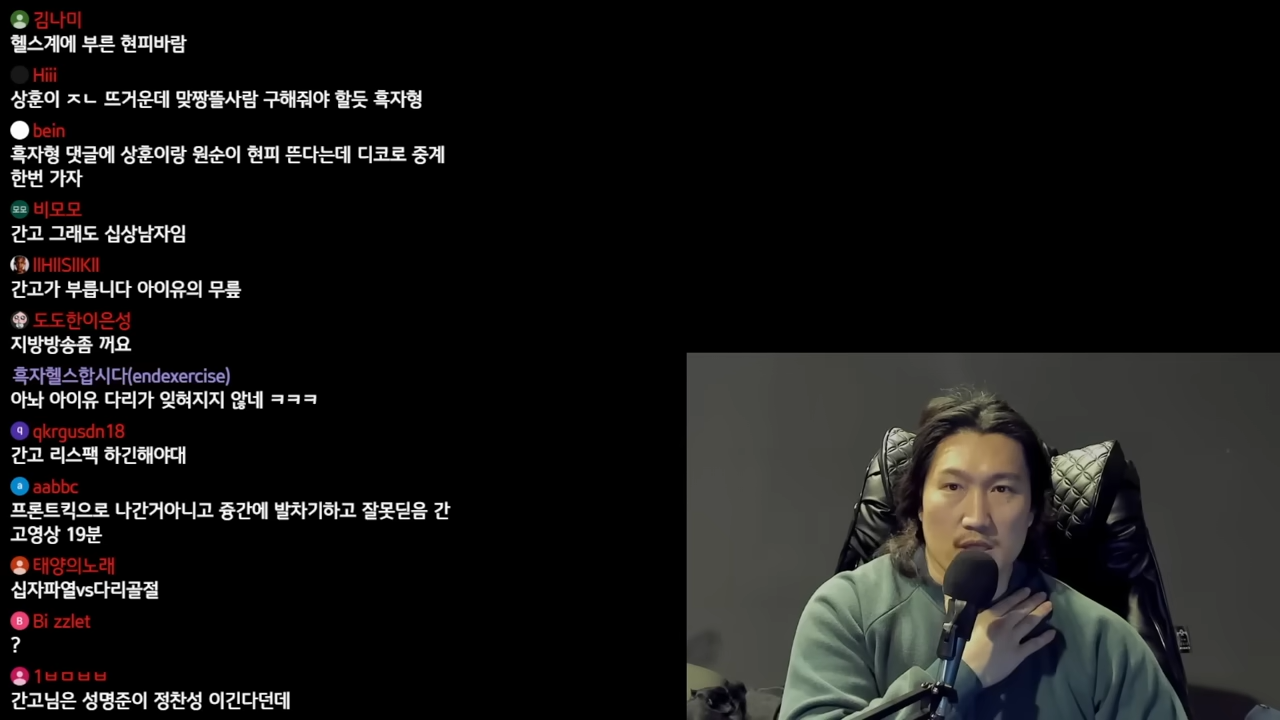 김나미
헬스계에 부른 현피바람
Hiii
상훈이 ㅈㄴ 뜨거운데 맞짱뜰사람 구해줘야 할듯 흑자형
bein
흑자형 댓글에 상훈이랑 원순이 현피 뜬다는데 디코로 중계
한번 가자
모모 비모모
간고 그래도 십상남자임
llHllSllKll
간고가 부릅니다 아이유의 무릎
도도한이은성
지방방송좀 꺼요
흑자헬스합시다(endexercise)
아놔 아이유 다리가 잊혀지지 않네 ㅋㅋㅋ
q qkrgusdn18
간고 리스팩 하긴해야대
a aabbc
프론트킥으로 나간거아니고 즁간에 발차기하고 잘못딛음 간
고영상 19분
태양의노래
십자파열vs다리골절
B Bi zzlet
?
1ㅂㅁㅂㅂ
간고님은 성명준이 정찬성 이긴다던데